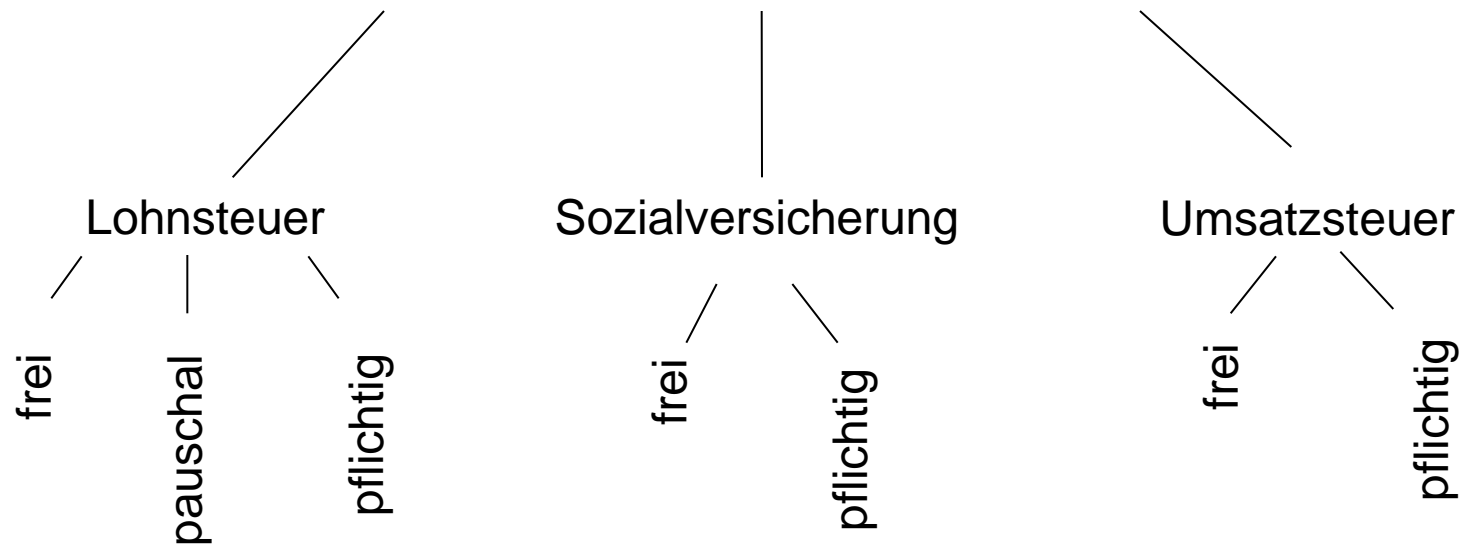 Lohnsteuer
Sozialversicherung
Umsatzsteuer
frei
pauschal
pflichtig
frei
pflichtig
frei
pflichtig